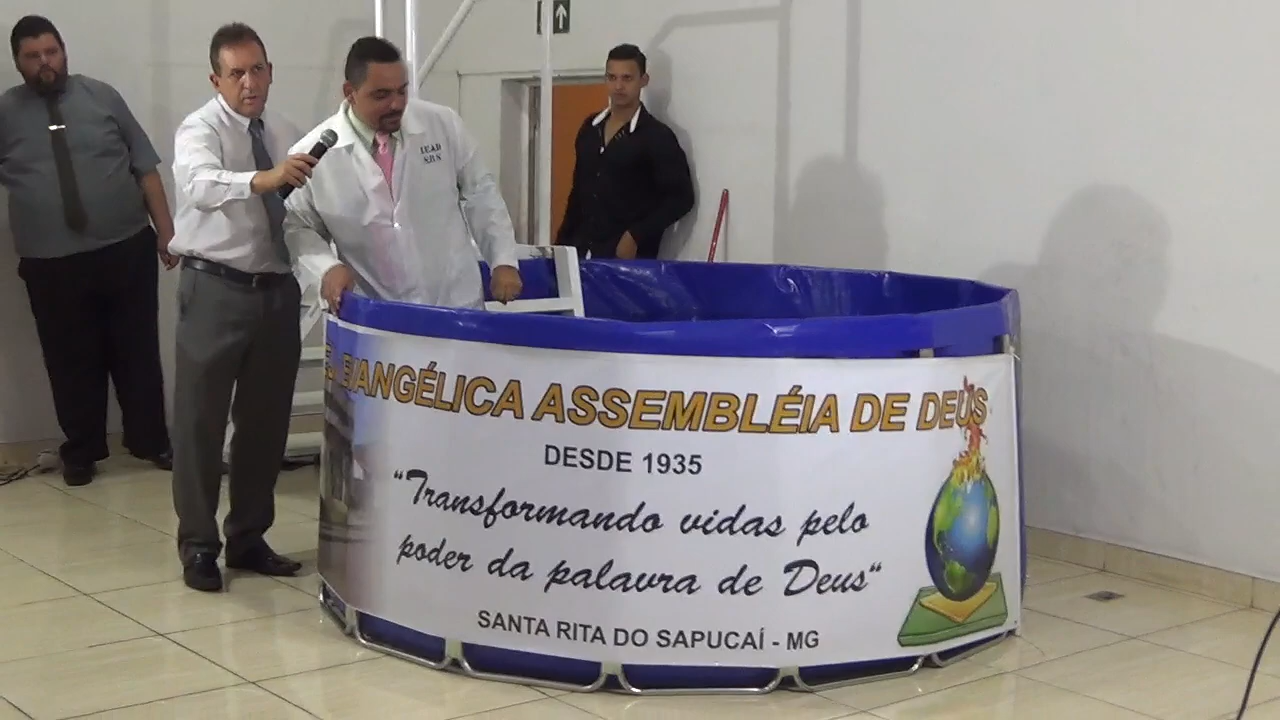 IEAD
S.R.S
EVANGÉLICA ASSEMBLÉIA DE DEUS
DESDE 1935
“Transformando vidas pelo
poder da palavra de Deus“
SANTA RITA DO SAPUCAÍ - MG